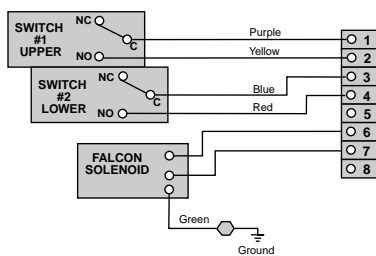 SWITCH
#1
UPPER
NC
C
NO
Purple
Yellow
SWITCH
#2
LOWER
NC
C
NO
Blue
Red
1
2
3
4
5
6
7
8
FALCON
SOLENOID
Green
Ground